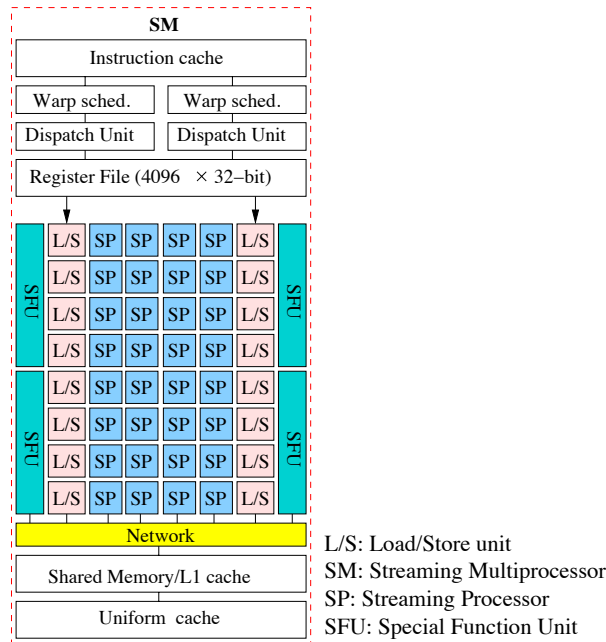 SM
Instruction cache
Warp sched. Warp sched.
Dispatch Unit Dispatch Unit
Register File (4096 × 32−bit)
L/S SP SP SP SP L/S
L/S SP SP SP SP L/S
SFU SFU
L/S SP SP SP SP L/S
L/S SP SP SP SP L/S
L/S SP SP SP SP L/S
L/S SP SP SP SP L/S
SFU SFU
L/S SP SP SP SP L/S
L/S SP SP SP SP L/S
Network
Shared Memory/L1 cache
Uniform cache
L/S: Load/Store unit
SM: Streaming Multiprocessor
SP: Streaming Processor
SFU: Special Function Unit